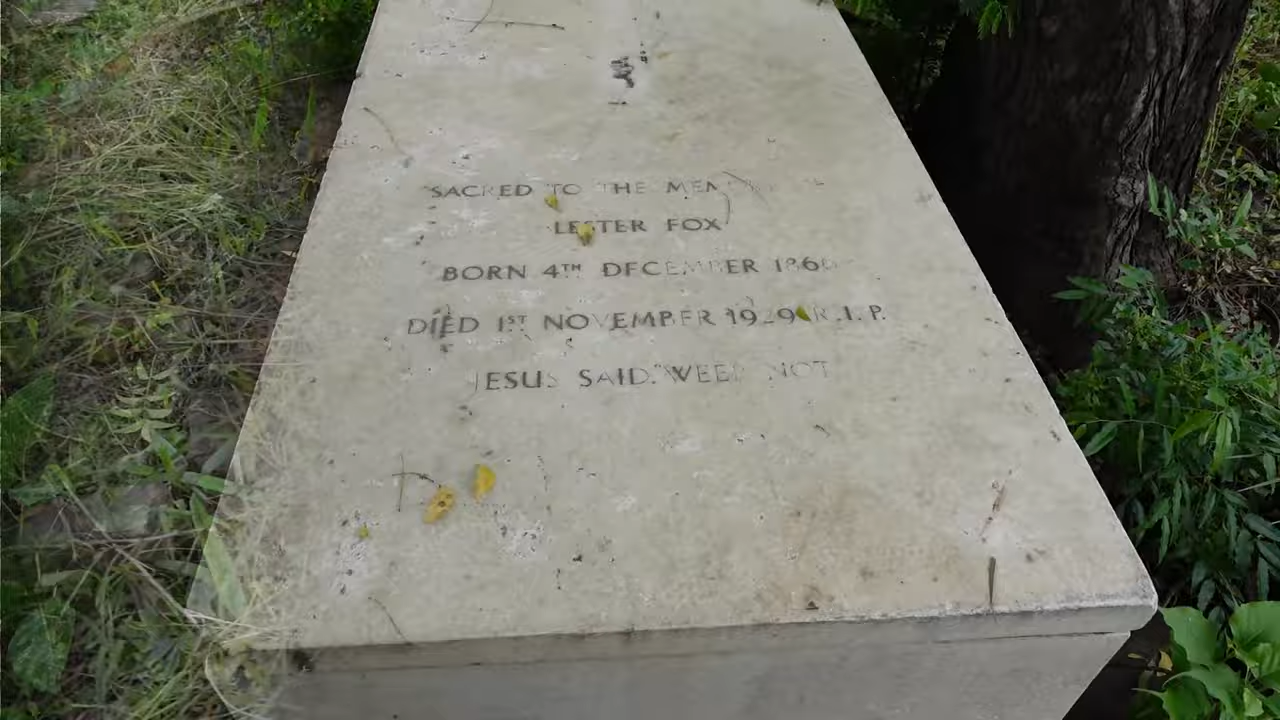 SACRED TO THE
LESTER FOX
BORN 4TH DECEMBER
DIED 1ST NOVEMBER 1929 R.I.P.
JESUS SAID. "WEEP NOT